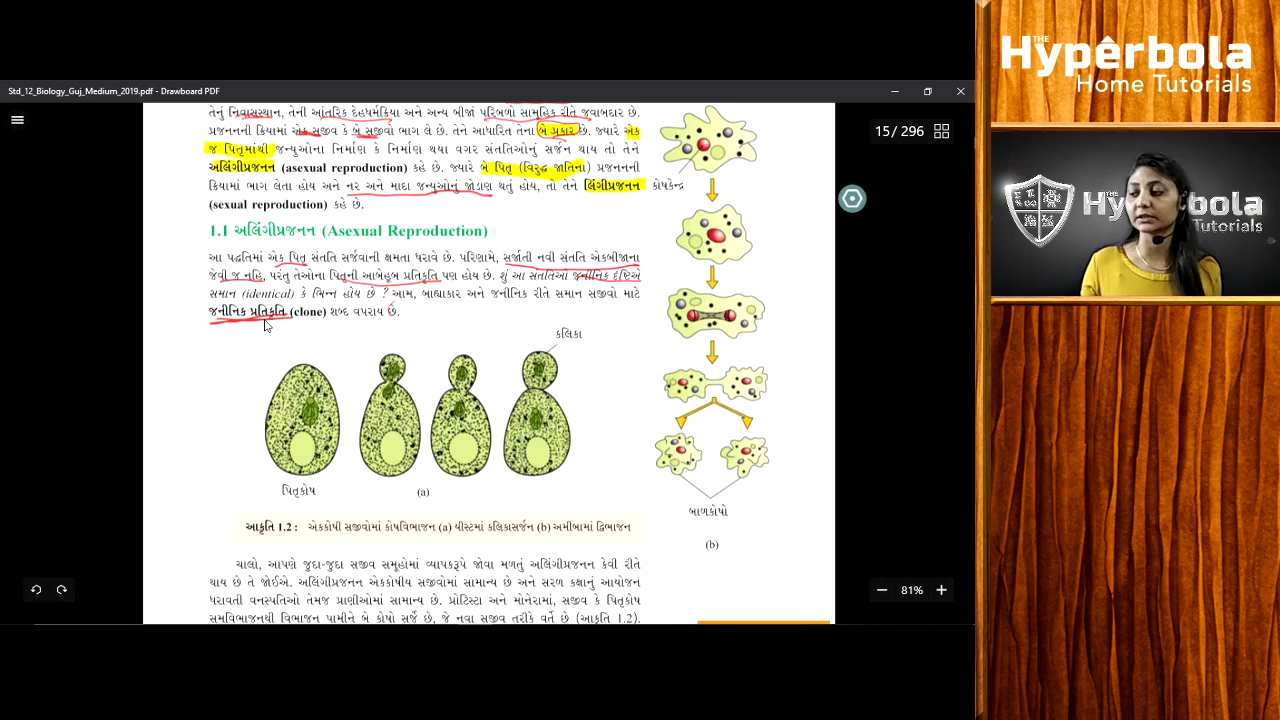 Std_12_Biology_Guj_Medium_2019.pdf - Drawboard PDF
THE
Hypêrbola
Home Tutorials
15 / 296
તેનું નિવાસસ્થાન, તેની આંતરિક દેહધર્મક્રિયા અને અન્ય બીજાં પરિબળો સામૂહિક રીતે જવાબદાર છે.
પ્રજનનની ક્રિયામાં એક સજીવ કે બે સજીવો ભાગ લે છે. તેને આધારિત તેના બે પ્રકાર છે. જ્યારે એક
જ પિતૃમાંથી જન્યુઓના નિર્માણ કે નિર્માણ થયા વગર સંતતિઓનું સર્જન થાય તો તેને
અલિંગીપ્રજનન (asexual reproduction) કહે છે. જ્યારે બે પિતૃ (વિરુદ્ધ જાતિના) પ્રજનનની
ક્રિયામાં ભાગ લેતા હોય અને નર અને માદા જન્યુઓનું જોડાણ થતું હોય, તો તેને લિંગીપ્રજનન
(sexual reproduction) કહે છે.
કોષકેન્દ્ર
1.1 અલિંગીપ્રજનન (Asexual Reproduction)
આ પદ્ધતિમાં એક પિતૃ સંતતિ સર્જવાની ક્ષમતા ધરાવે છે. પરિણામે, સર્જાતી નવી સંતતિ એકબીજાના
જેવી જ નહિ, પરંતુ તેઓના પિતૃની આબેહૂબ પ્રતિકૃતિ પણ હોય છે. શું આ સંતતિઓ જનીનિક દૃષ્ટિએ
સમાન (identical) કે ભિન્ન હોય છે ? આમ, બાહ્યાકાર અને જનીનિક રીતે સમાન સજીવો માટે
જનીનિક પ્રતિકૃતિ (clone) શબ્દ વપરાય છે.
કલિકા
પિતૃકોષ
(a)
બાળકોષો
(b)
આકૃતિ 1.2 : એકકોષી સજીવોમાં કોષવિભાજન (a) યીસ્ટમાં કલિકાસર્જન (b) અમીબામાં દ્વિભાજન
ચાલો, આપણે જુદા-જુદા સજીવ સમૂહોમાં વ્યાપકરૂપે જોવા મળતું અલિંગીપ્રજનન કેવી રીતે
થાય છે તે જોઈએ. અલિંગીપ્રજનન એકકોષીય સજીવોમાં સામાન્ય છે અને સરળ કક્ષાનું આયોજન
ધરાવતી વનસ્પતિઓ તેમજ પ્રાણીઓમાં સામાન્ય છે. પ્રોટિસ્ટા અને મોનેરામાં, સજીવ કે પિતૃકોષ
સમવિભાજનથી વિભાજન પામીને બે કોષો સર્જે છે, જે નવા સજીવ તરીકે વર્તે છે (આકૃતિ 1.2).
81%